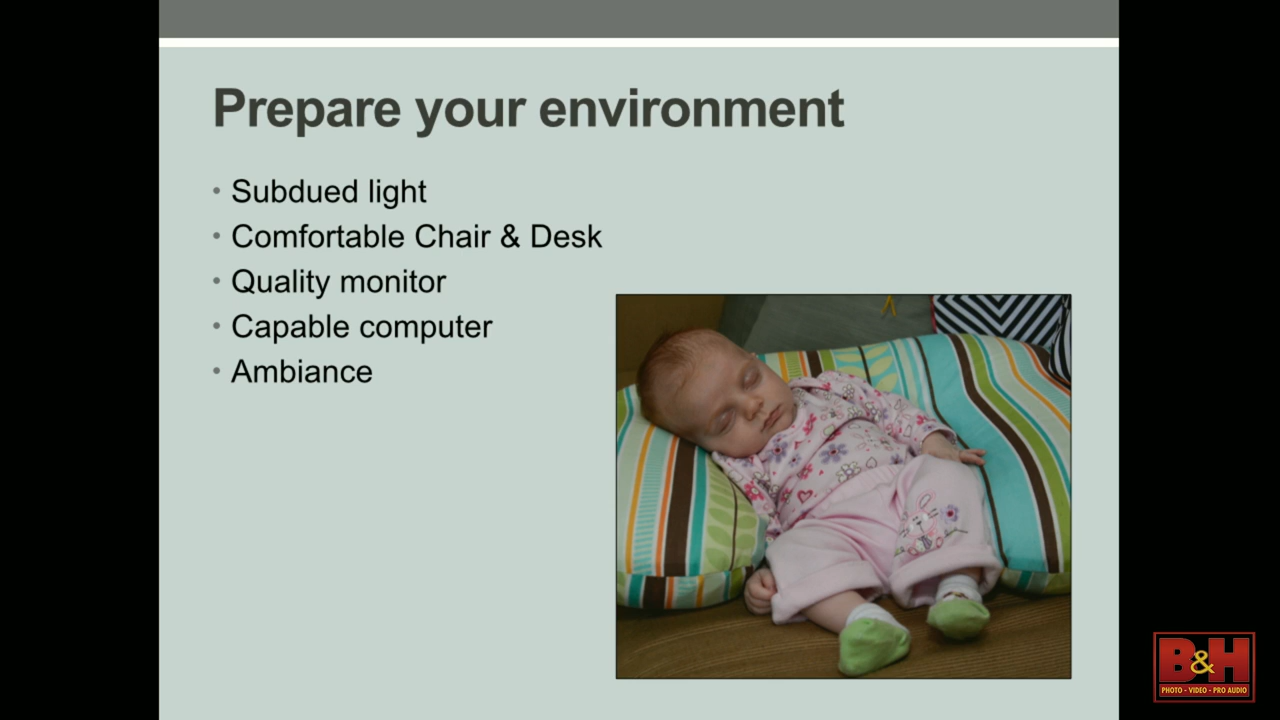 Prepare your environment
• Subdued light
• Comfortable Chair & Desk
• Quality monitor
• Capable computer
• Ambiance
B&H
PHOTO - VIDEO - PRO AUDIO